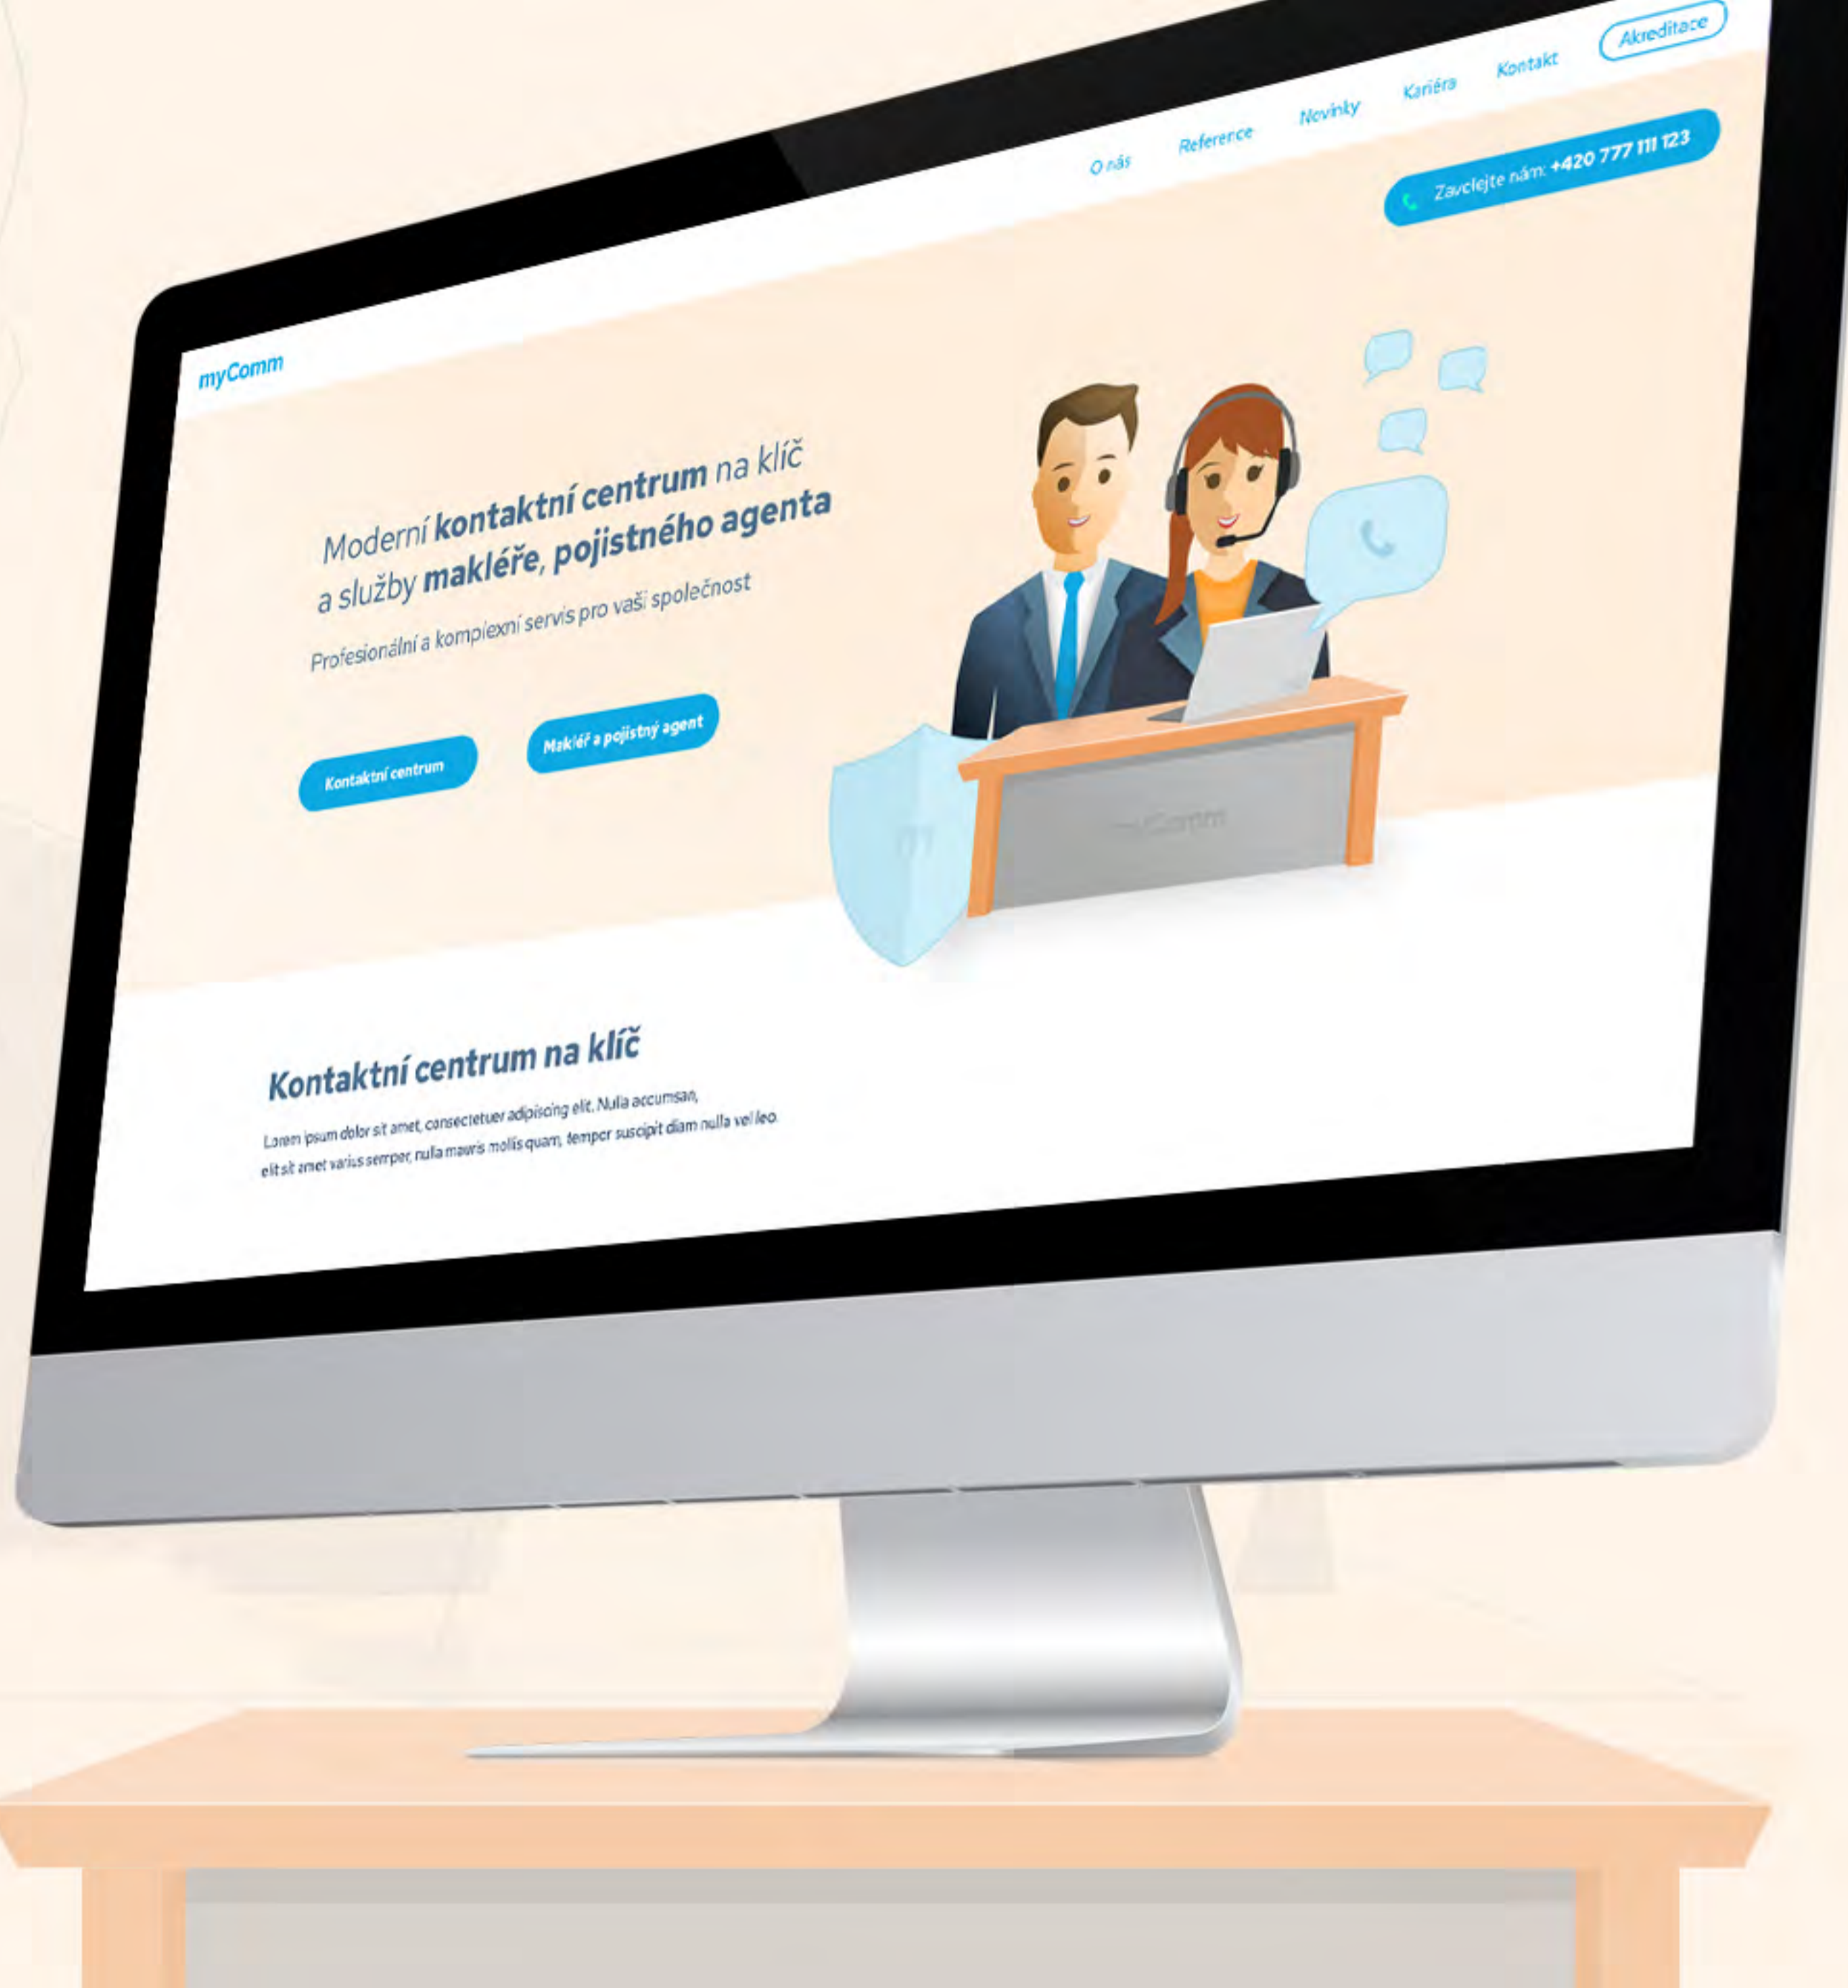 O nás
Reference
Novinky
Kariéra
Kontakt
Akreditace
Zavolejte nám: +420 777 111 123
myComm
Moderní kontaktní centrum na klíč
a služby makléře, pojistného agenta
Profesionální a komplexní servis pro vaši společnost
Kontaktní centrum
Makléř a pojistný agent
m
myComm
Kontaktní centrum na klíč
Lorem ipsum dolor sit amet, consectetuer adipiscing elit. Nulla accumsan,
elit sit amet varius semper, nulla mauris mollis quam, tempor suscipit diam nulla vel leo.